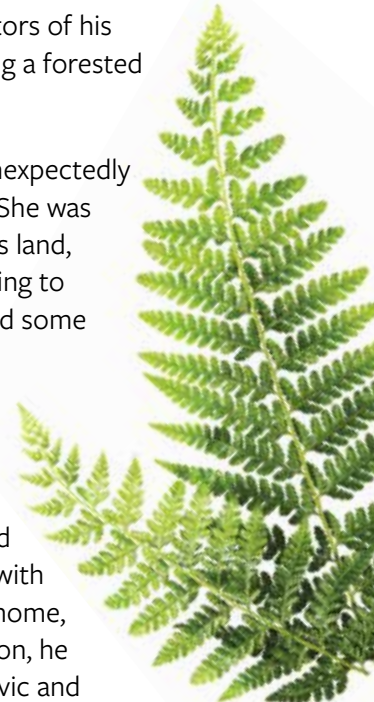 tors of his
g a forested
nexpectedly
She was
s land,
ing to
d some
d
with
home,
on, he
vic and